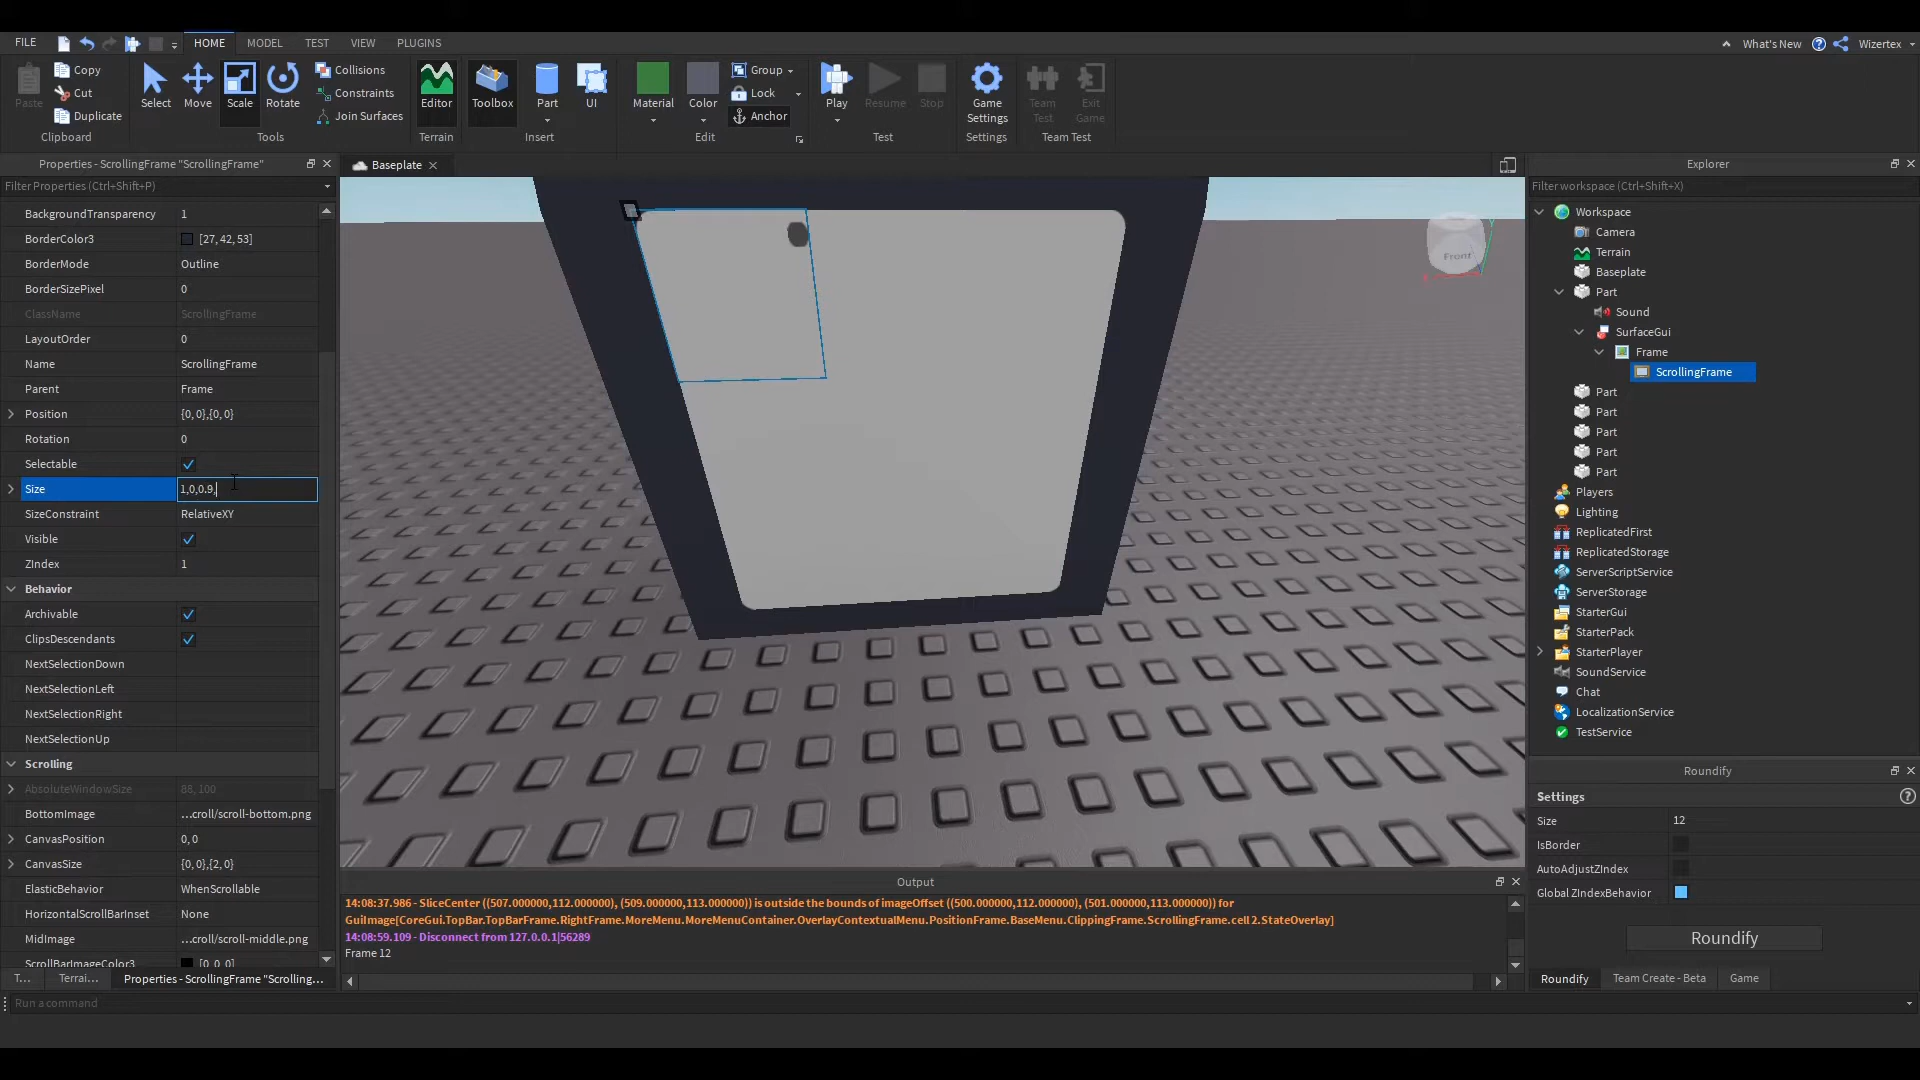 FILE
HOME
MODEL
TEST
VIEW
PLUGINS
What's New
Wizertex
Paste
Copy
Cut
Duplicate
Clipboard
Select
Move
Scale
Rotate
Collisions
Constraints
Join Surfaces
Tools
Editor
Terrain
Toolbox
Part
UI
Insert
Material
Color
Group
Lock
Anchor
Edit
Play
Resume
Stop
Test
Game Settings
Settings
Team Test
Exit Game
Team Test
Properties - ScrollingFrame "ScrollingFrame"
Filter Properties (Ctrl+Shift+P)
BackgroundTransparency 1
BorderColor3 [27, 42, 53]
BorderMode Outline
BorderSizePixel 0
ClassName ScrollingFrame
LayoutOrder 0
Name ScrollingFrame
Parent Frame
Position {0, 0},{0, 0}
Rotation 0
Selectable
Size 1,0,0.9,
SizeConstraint RelativeXY
Visible
ZIndex 1
Behavior
Archivable
ClipsDescendants
NextSelectionDown
NextSelectionLeft
NextSelectionRight
NextSelectionUp
Scrolling
AbsoluteWindowSize 88, 100
BottomImage ...croll/scroll-bottom.png
CanvasPosition 0, 0
CanvasSize {0, 0},{2, 0}
ElasticBehavior WhenScrollable
HorizontalScrollBarInset None
MidImage ...croll/scroll-middle.png
ScrollBarImageColor3 [0, 0, 0]
T... Terrai... Properties - ScrollingFrame "Scrolling...
Run a command
Baseplate
Front
Output
14:08:37.986 - SliceCenter ((507.000000,112.000000), (509.000000,113.000000)) is outside the bounds of imageOffset ((500.000000,112.000000), (501.000000,113.000000)) for
GuiImage[CoreGui.TopBar.TopBarFrame.RightFrame.MoreMenu.MoreMenuContainer.OverlayContextualMenu.PositionFrame.BaseMenu.ClippingFrame.ScrollingFrame.cell 2.StateOverlay]
14:08:59.109 - Disconnect from 127.0.0.1|56289
Frame 12
Explorer
Filter workspace (Ctrl+Shift+X)
Workspace
Camera
Terrain
Baseplate
Part
Sound
SurfaceGui
Frame
ScrollingFrame
Part
Part
Part
Part
Part
Players
Lighting
ReplicatedFirst
ReplicatedStorage
ServerScriptService
ServerStorage
StarterGui
StarterPack
StarterPlayer
SoundService
Chat
LocalizationService
TestService
Roundify
Settings
Size 12
IsBorder
AutoAdjustZIndex
Global ZIndexBehavior
Roundify
Roundify Team Create - Beta Game